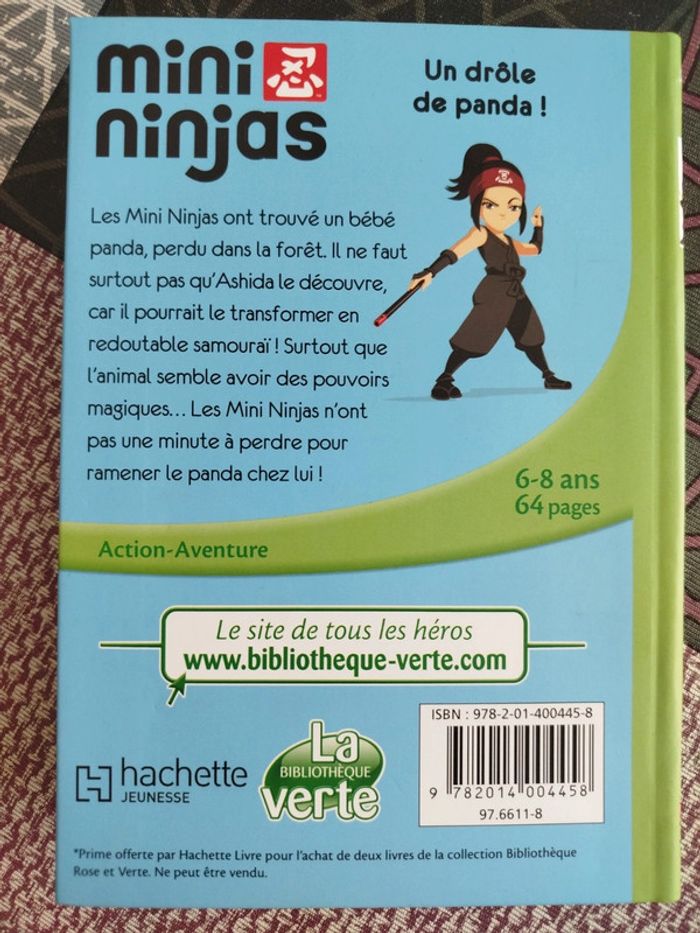 mini 忍
ninjas
Un drôle
de panda !
Les Mini Ninjas ont trouvé un bébé
panda, perdu dans la forêt. Il ne faut
surtout pas qu'Ashida le découvre,
car il pourrait le transformer en
redoutable samouraï ! Surtout que
l'animal semble avoir des pouvoirs
magiques... Les Mini Ninjas n'ont
pas une minute à perdre pour
ramener le panda chez lui !
6-8 ans
64 pages
Action-Aventure
Le site de tous les héros
www.bibliotheque-verte.com
hachette
JEUNESSE
La
BIBLIOTHÈQUE
verte
ISBN : 978-2-01-400445-8
9 782014 004458
97.6611-8
*Prime offerte par Hachette Livre pour l'achat de deux livres de la collection Bibliothèque
Rose et Verte. Ne peut être vendu.